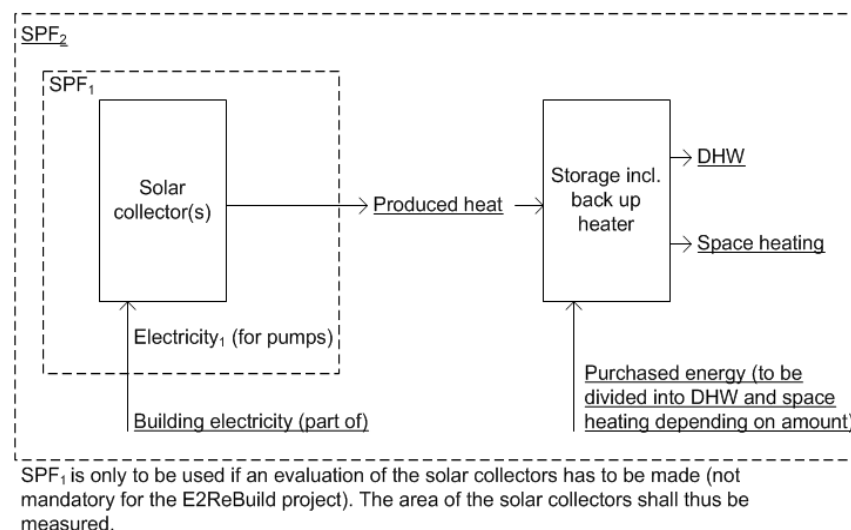 SPF₂
SPF₁
Solar
collector(s)
Produced heat
Storage incl.
back up
heater
DHW
Space heating
Electricity₁ (for pumps)
Building electricity (part of)
Purchased energy (to be
divided into DHW and space
heating depending on amount)
SPF₁ is only to be used if an evaluation of the solar collectors has to be made (not
mandatory for the E2ReBuild project). The area of the solar collectors shall thus be
measured.